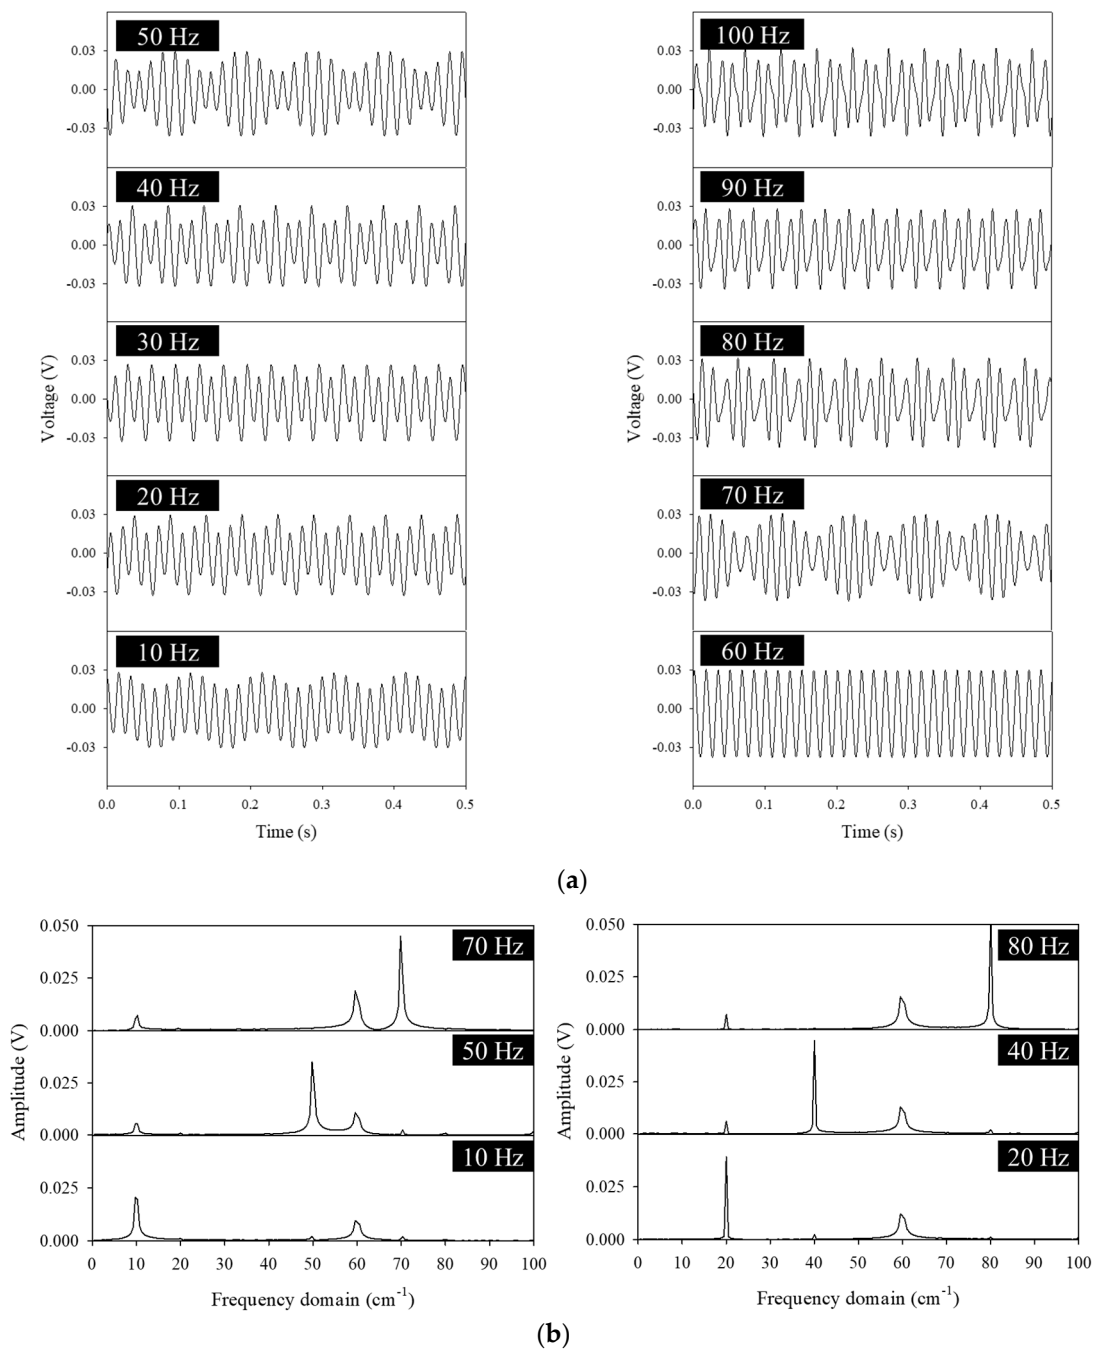 50 Hz
0.03
0.00
-0.03
40 Hz
0.03
0.00
-0.03
30 Hz
0.03
0.00
-0.03
20 Hz
0.03
0.00
-0.03
10 Hz
0.03
0.00
-0.03
Voltage (V)
0.0 0.1 0.2 0.3 0.4 0.5
Time (s)
100 Hz
0.03
0.00
-0.03
90 Hz
0.03
0.00
-0.03
80 Hz
0.03
0.00
-0.03
70 Hz
0.03
0.00
-0.03
60 Hz
0.03
0.00
-0.03
Voltage (V)
0.0 0.1 0.2 0.3 0.4 0.5
Time (s)
(a)
0.050
70 Hz
0.025
0.000
50 Hz
0.025
0.000
10 Hz
0.025
0.000
Amplitude (V)
0 10 20 30 40 50 60 70 80 90 100
Frequency domain (cm-1)
0.050
80 Hz
0.025
0.000
40 Hz
0.025
0.000
20 Hz
0.025
0.000
Amplitude (V)
0 10 20 30 40 50 60 70 80 90 100
Frequency domain (cm-1)
(b)